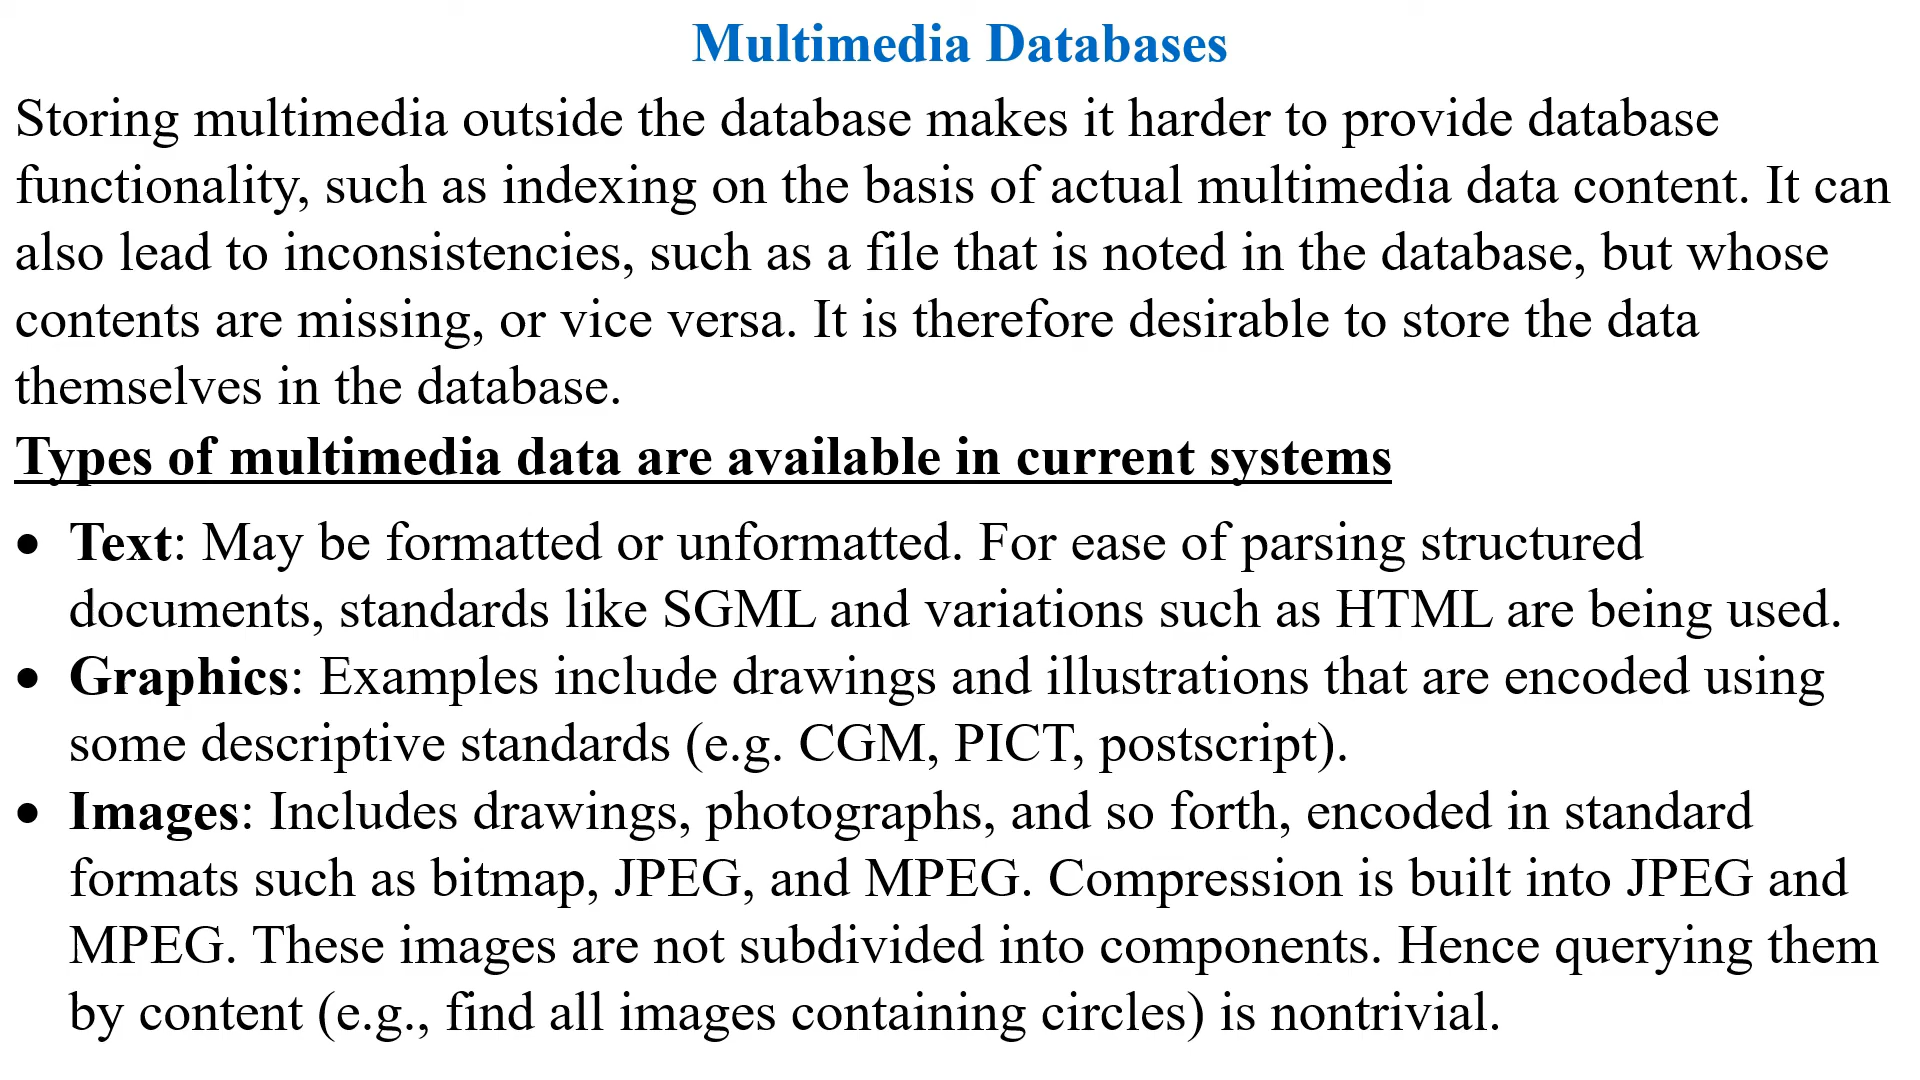 Multimedia Databases
Storing multimedia outside the database makes it harder to provide database
functionality, such as indexing on the basis of actual multimedia data content. It can
also lead to inconsistencies, such as a file that is noted in the database, but whose
contents are missing, or vice versa. It is therefore desirable to store the data
themselves in the database.
Types of multimedia data are available in current systems
• Text: May be formatted or unformatted. For ease of parsing structured
documents, standards like SGML and variations such as HTML are being used.
• Graphics: Examples include drawings and illustrations that are encoded using
some descriptive standards (e.g. CGM, PICT, postscript).
• Images: Includes drawings, photographs, and so forth, encoded in standard
formats such as bitmap, JPEG, and MPEG. Compression is built into JPEG and
MPEG. These images are not subdivided into components. Hence querying them
by content (e.g., find all images containing circles) is nontrivial.